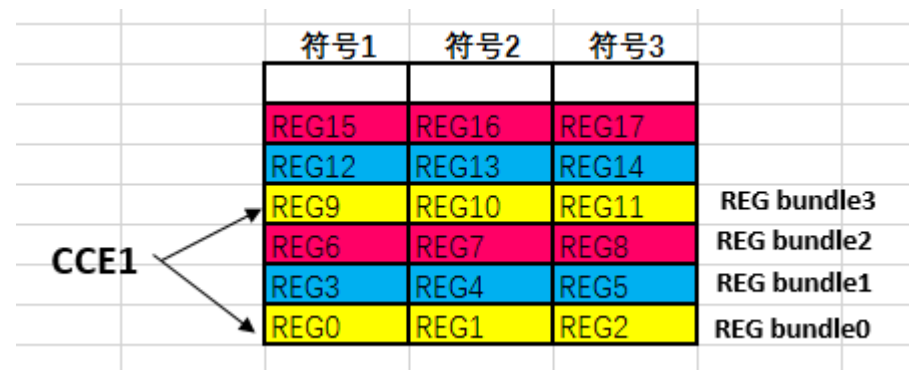 符号1 符号2 符号3
REG15 REG16 REG17
REG12 REG13 REG14
REG9 REG10 REG11 REG bundle3
REG6 REG7 REG8 REG bundle2
CCE1
REG3 REG4 REG5 REG bundle1
REG0 REG1 REG2 REG bundle0